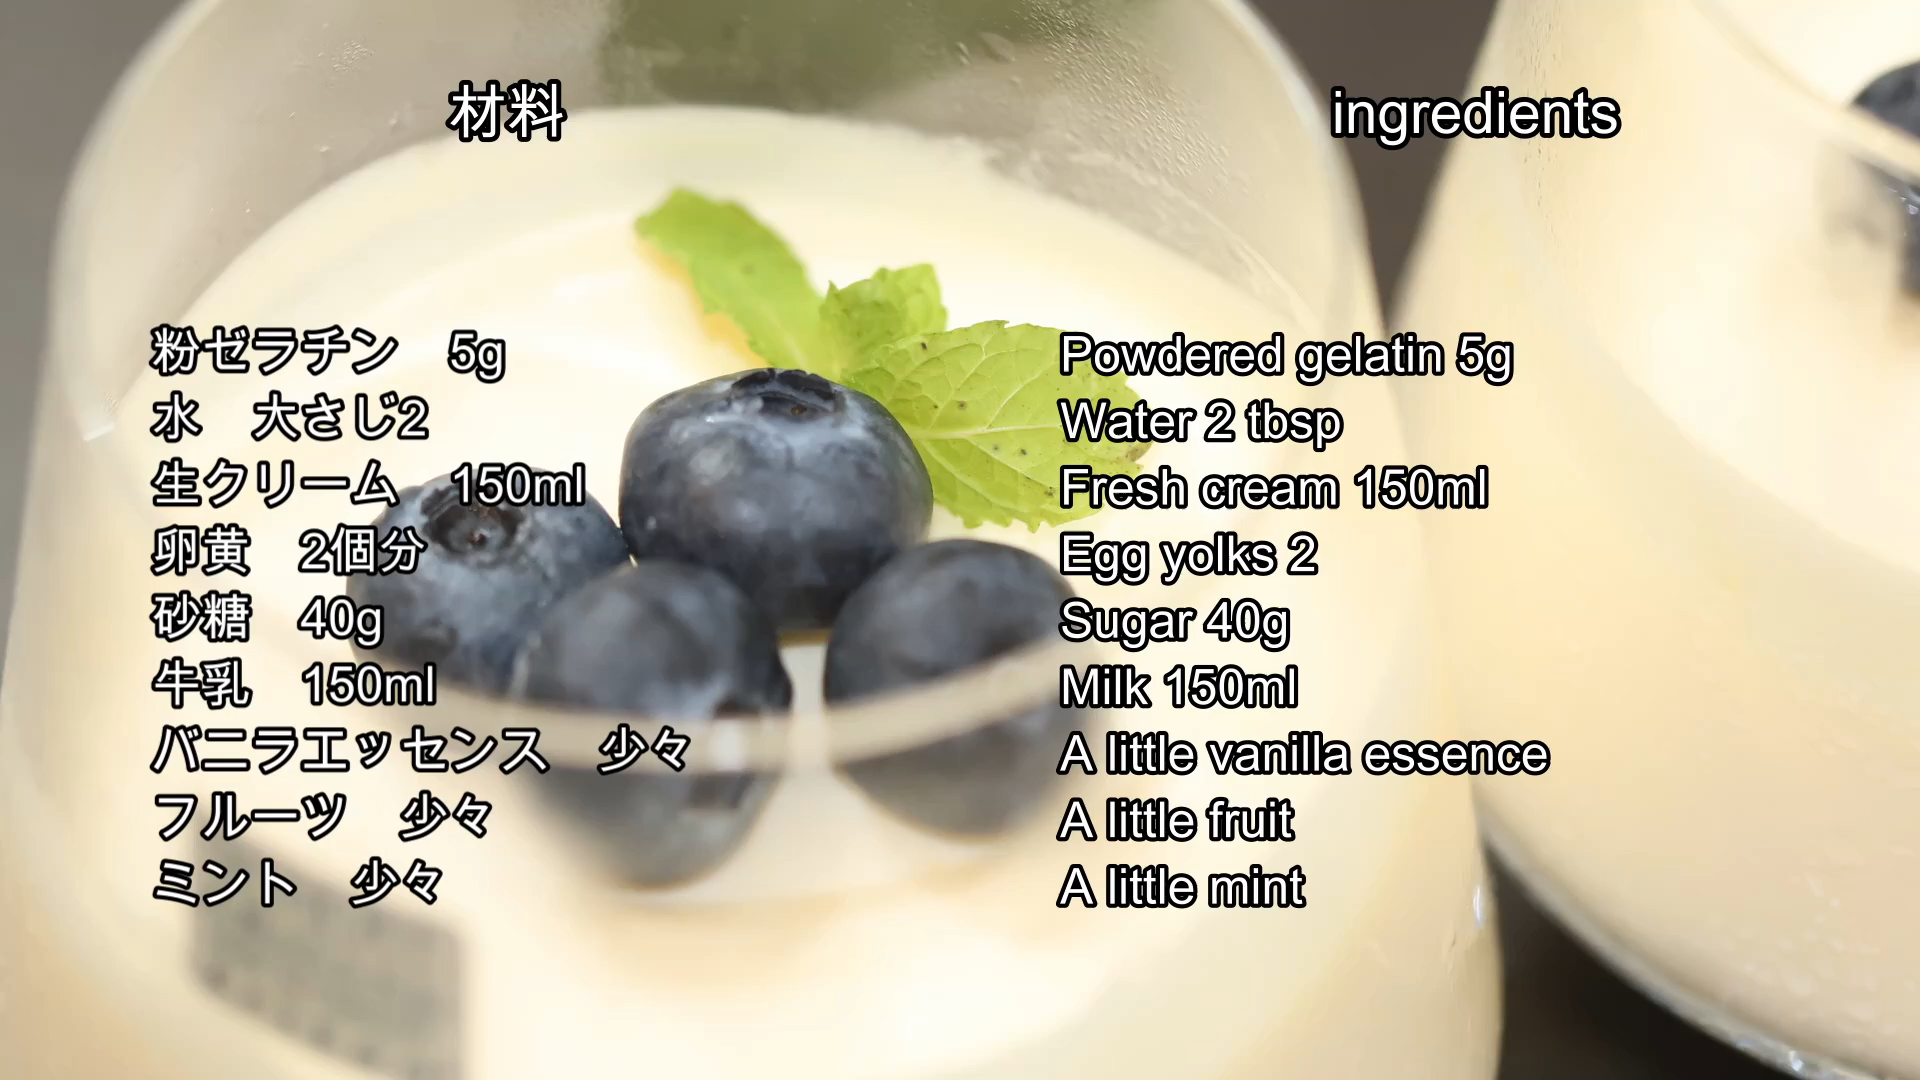 材料
粉ゼラチン　5g
水　大さじ2
生クリーム　150ml
卵黄　2個分
砂糖　40g
牛乳　150ml
バニラエッセンス　少々
フルーツ　少々
ミント　少々
ingredients
Powdered gelatin 5g
Water 2 tbsp
Fresh cream 150ml
Egg yolks 2
Sugar 40g
Milk 150ml
A little vanilla essence
A little fruit
A little mint